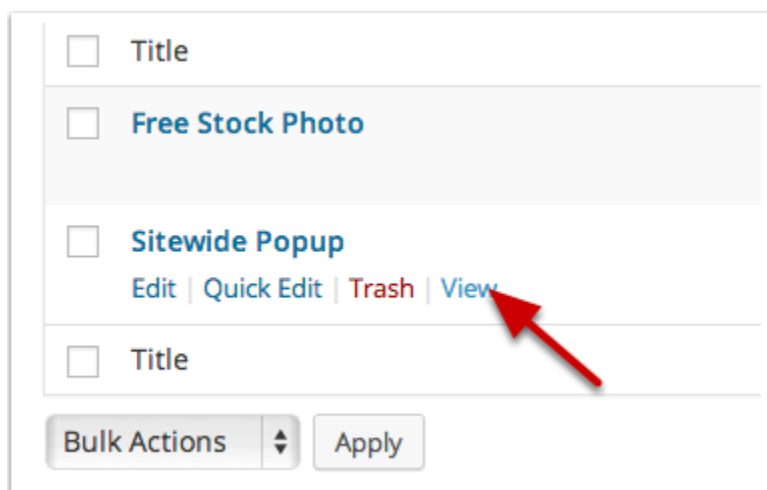 Title
Free Stock Photo
Sitewide Popup
Edit | Quick Edit | Trash | View
Title
Bulk Actions Apply